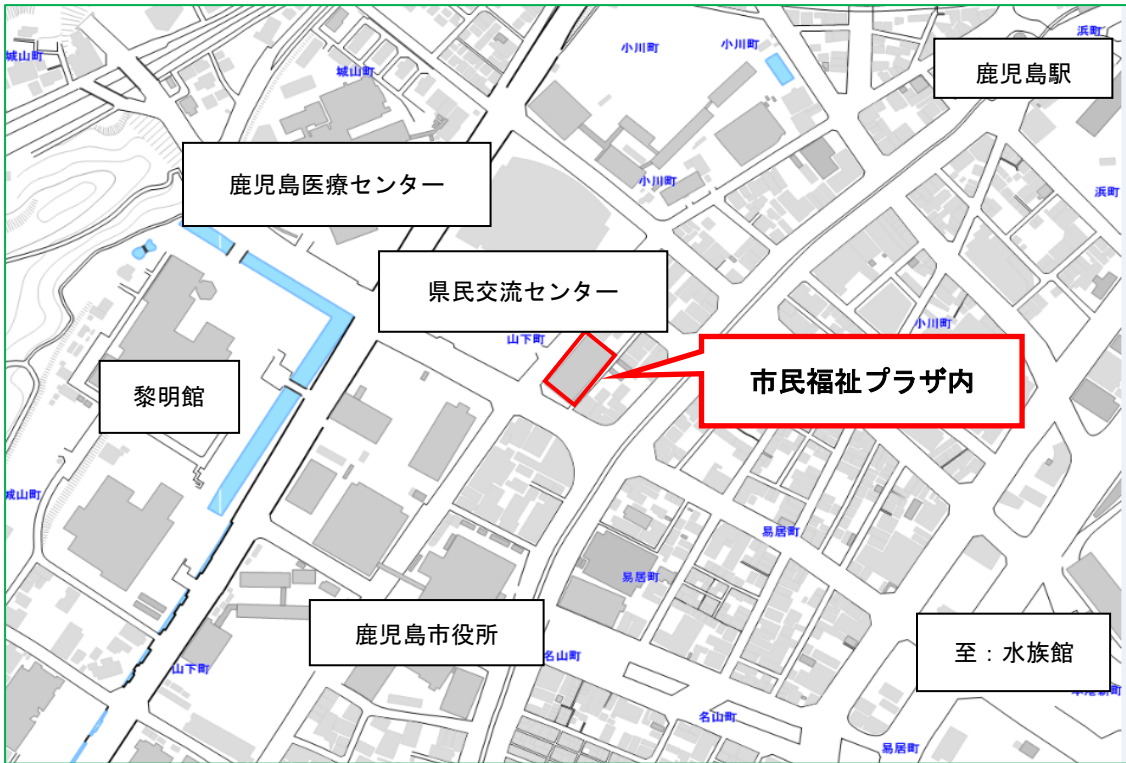 浜町
小川町
小川町
城山町
鹿児島駅
城山町
鹿児島医療センター
小川町
浜町
県民交流センター
小川町
山下町
市民福祉プラザ内
黎明館
城山町
易居町
易居町
鹿児島市役所
至：水族館
名山町
山下町
名山町
易居町